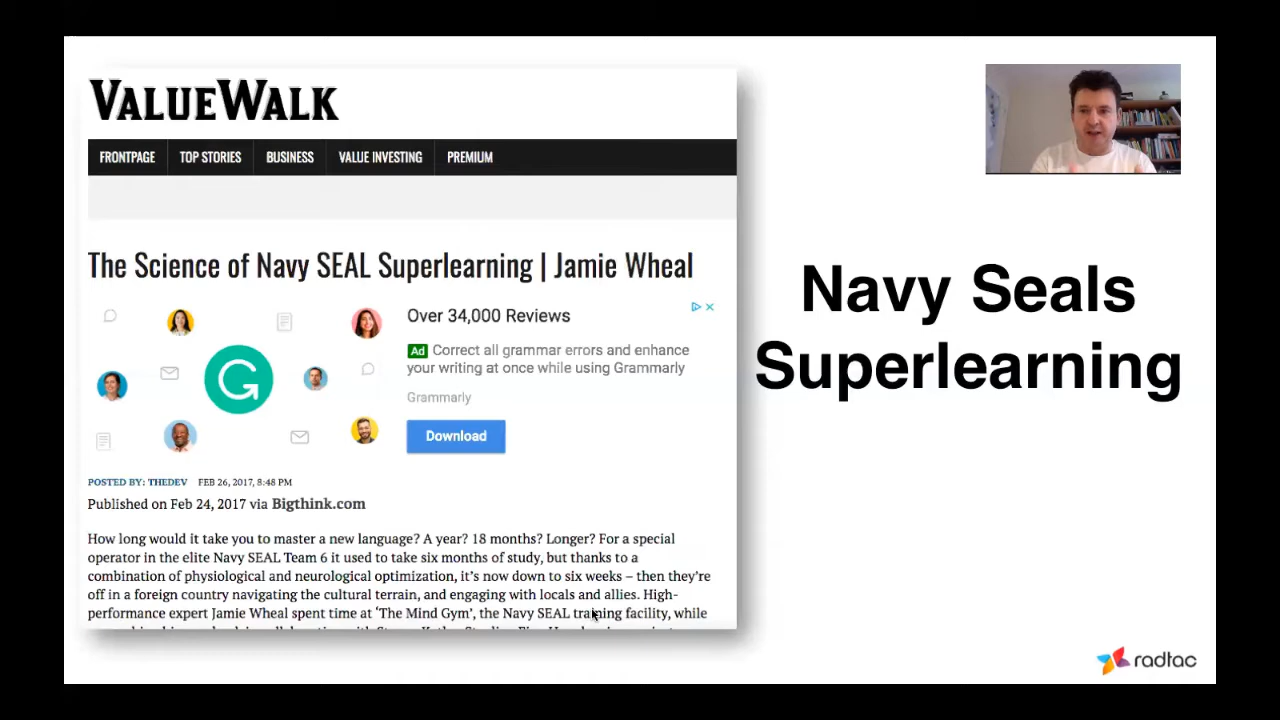 VALUEWALK
FRONTPAGE
TOP STORIES
BUSINESS
VALUE INVESTING
PREMIUM
The Science of Navy SEAL Superlearning | Jamie Wheal
Over 34,000 Reviews
Ad Correct all grammar errors and enhance
your writing at once while using Grammarly
Grammarly
Download
G
POSTED BY: THEDEV FEB 26, 2017, 8:48 PM
Published on Feb 24, 2017 via Bigthink.com
How long would it take you to master a new language? A year? 18 months? Longer? For a special
operator in the elite Navy SEAL Team 6 it used to take six months of study, but thanks to a
combination of physiological and neurological optimization, it's now down to six weeks – then they're
off in a foreign country navigating the cultural terrain, and engaging with locals and allies. High-
performance expert Jamie Wheal spent time at 'The Mind Gym', the Navy SEAL training facility, while
Navy Seals
Superlearning
radtac